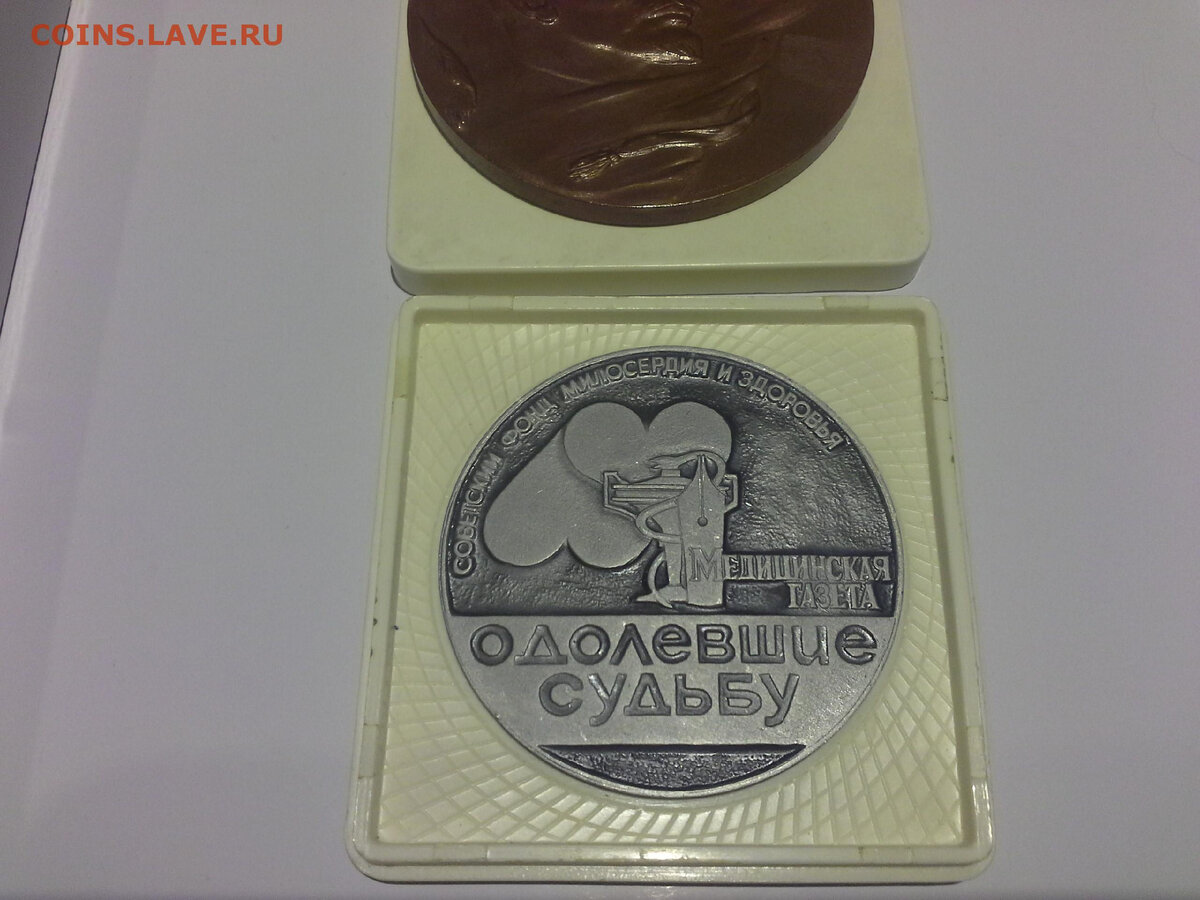 COINS.LAVE.RU
СОВЕТСКИЙ ФОНД МИЛОСЕРДИЯ И ЗДОРОВЬЯ
МЕДИЦИНСКАЯ
ГАЗЕТА
ОДОЛЕВШИЕ
СУДЬБУ